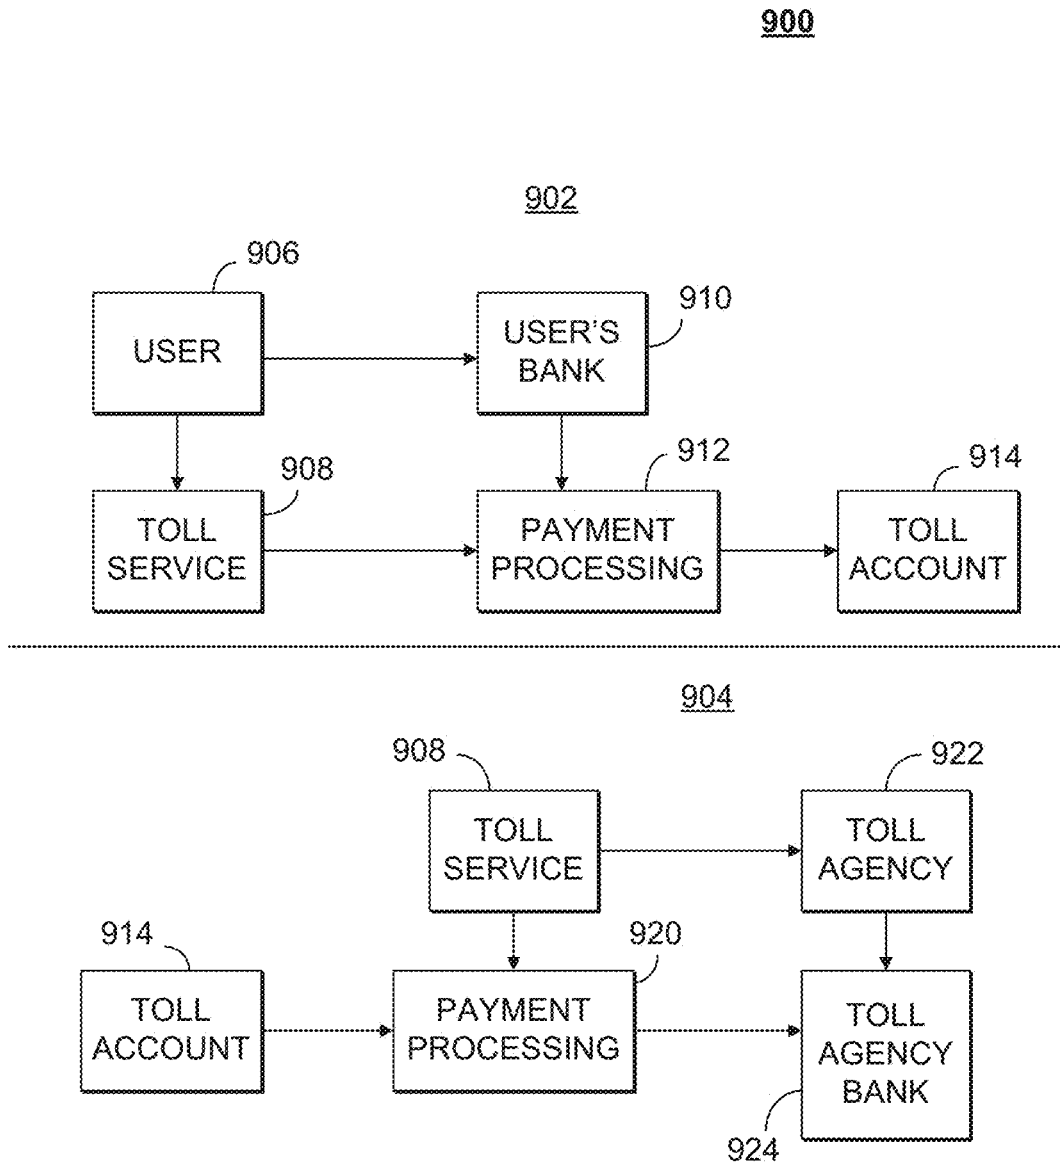 900
902
906
USER
910
USER'S
BANK
908
TOLL
SERVICE
912
PAYMENT
PROCESSING
914
TOLL
ACCOUNT
904
908
TOLL
SERVICE
922
TOLL
AGENCY
914
TOLL
ACCOUNT
920
PAYMENT
PROCESSING
TOLL
AGENCY
BANK
924